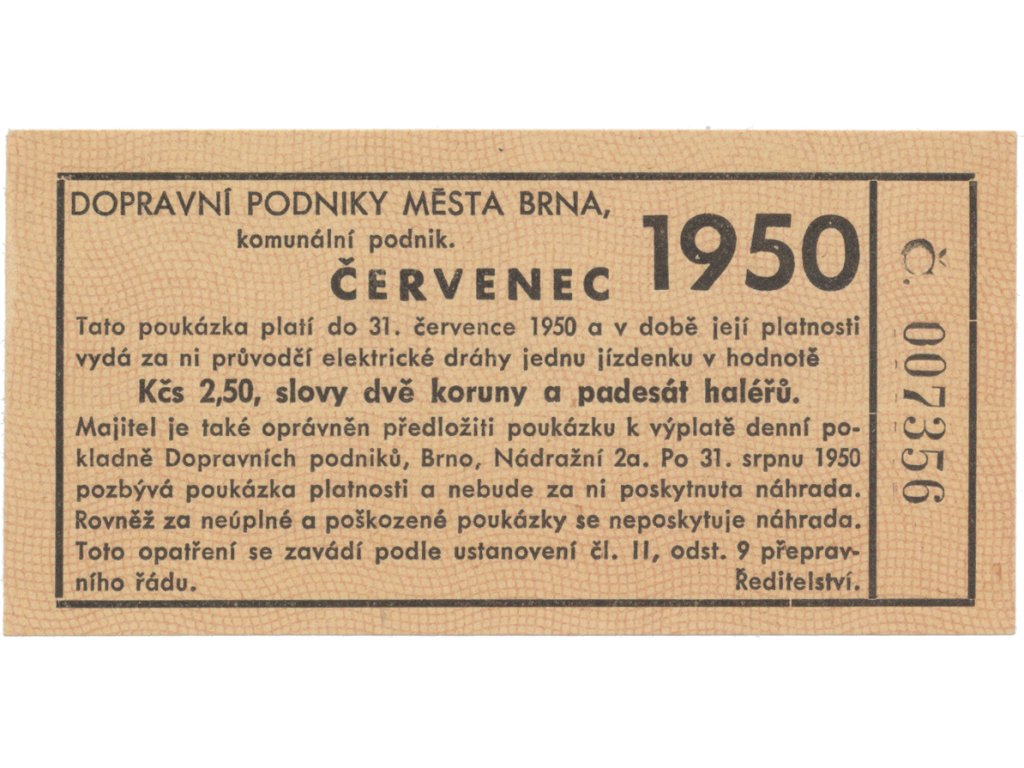 DOPRAVNÍ PODNIKY MĚSTA BRNA,
komunální podnik.
ČERVENEC 1950
Tato poukázka platí do 31. července 1950 a v době její platnosti
vydá za ni průvodčí elektrické dráhy jednu jízdenku v hodnotě
Kčs 2,50, slovy dvě koruny a padesát haléřů.
Majitel je také oprávněn předložiti poukázku k výplatě denní po-
kladně Dopravních podniků, Brno, Nádražní 2a. Po 31. srpnu 1950
pozbývá poukázka platnosti a nebude za ni poskytnuta náhrada.
Rovněž za neúplné a poškozené poukázky se neposkytuje náhrada.
Toto opatření se zavádí podle ustanovení čl. II, odst. 9 přeprav-
ního řádu. Ředitelství.
Č. 007356